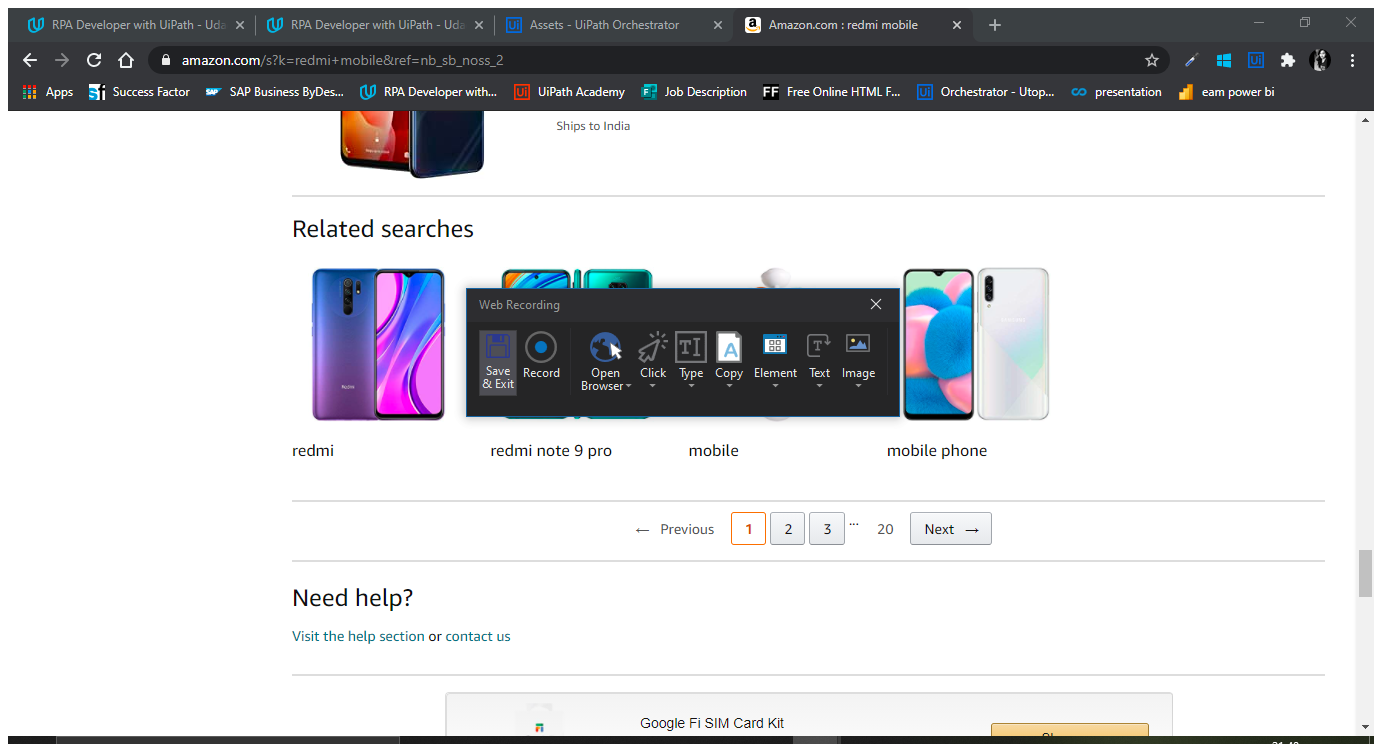 RPA Developer with UiPath - Uda
RPA Developer with UiPath - Uda
Assets - UiPath Orchestrator
Amazon.com : redmi mobile
amazon.com/s?k=redmi+mobile&ref=nb_sb_noss_2
Apps
Success Factor
SAP Business ByDes...
RPA Developer with...
UiPath Academy
Job Description
FF Free Online HTML F...
Orchestrator - Utop...
presentation
eam power bi
Ships to India
Related searches
Web Recording
Save & Exit
Record
Open Browser
Click
Type
Copy
Element
Text
Image
redmi
redmi note 9 pro
mobile
mobile phone
← Previous 1 2 3 ... 20 Next →
Need help?
Visit the help section or contact us
Google Fi SIM Card Kit